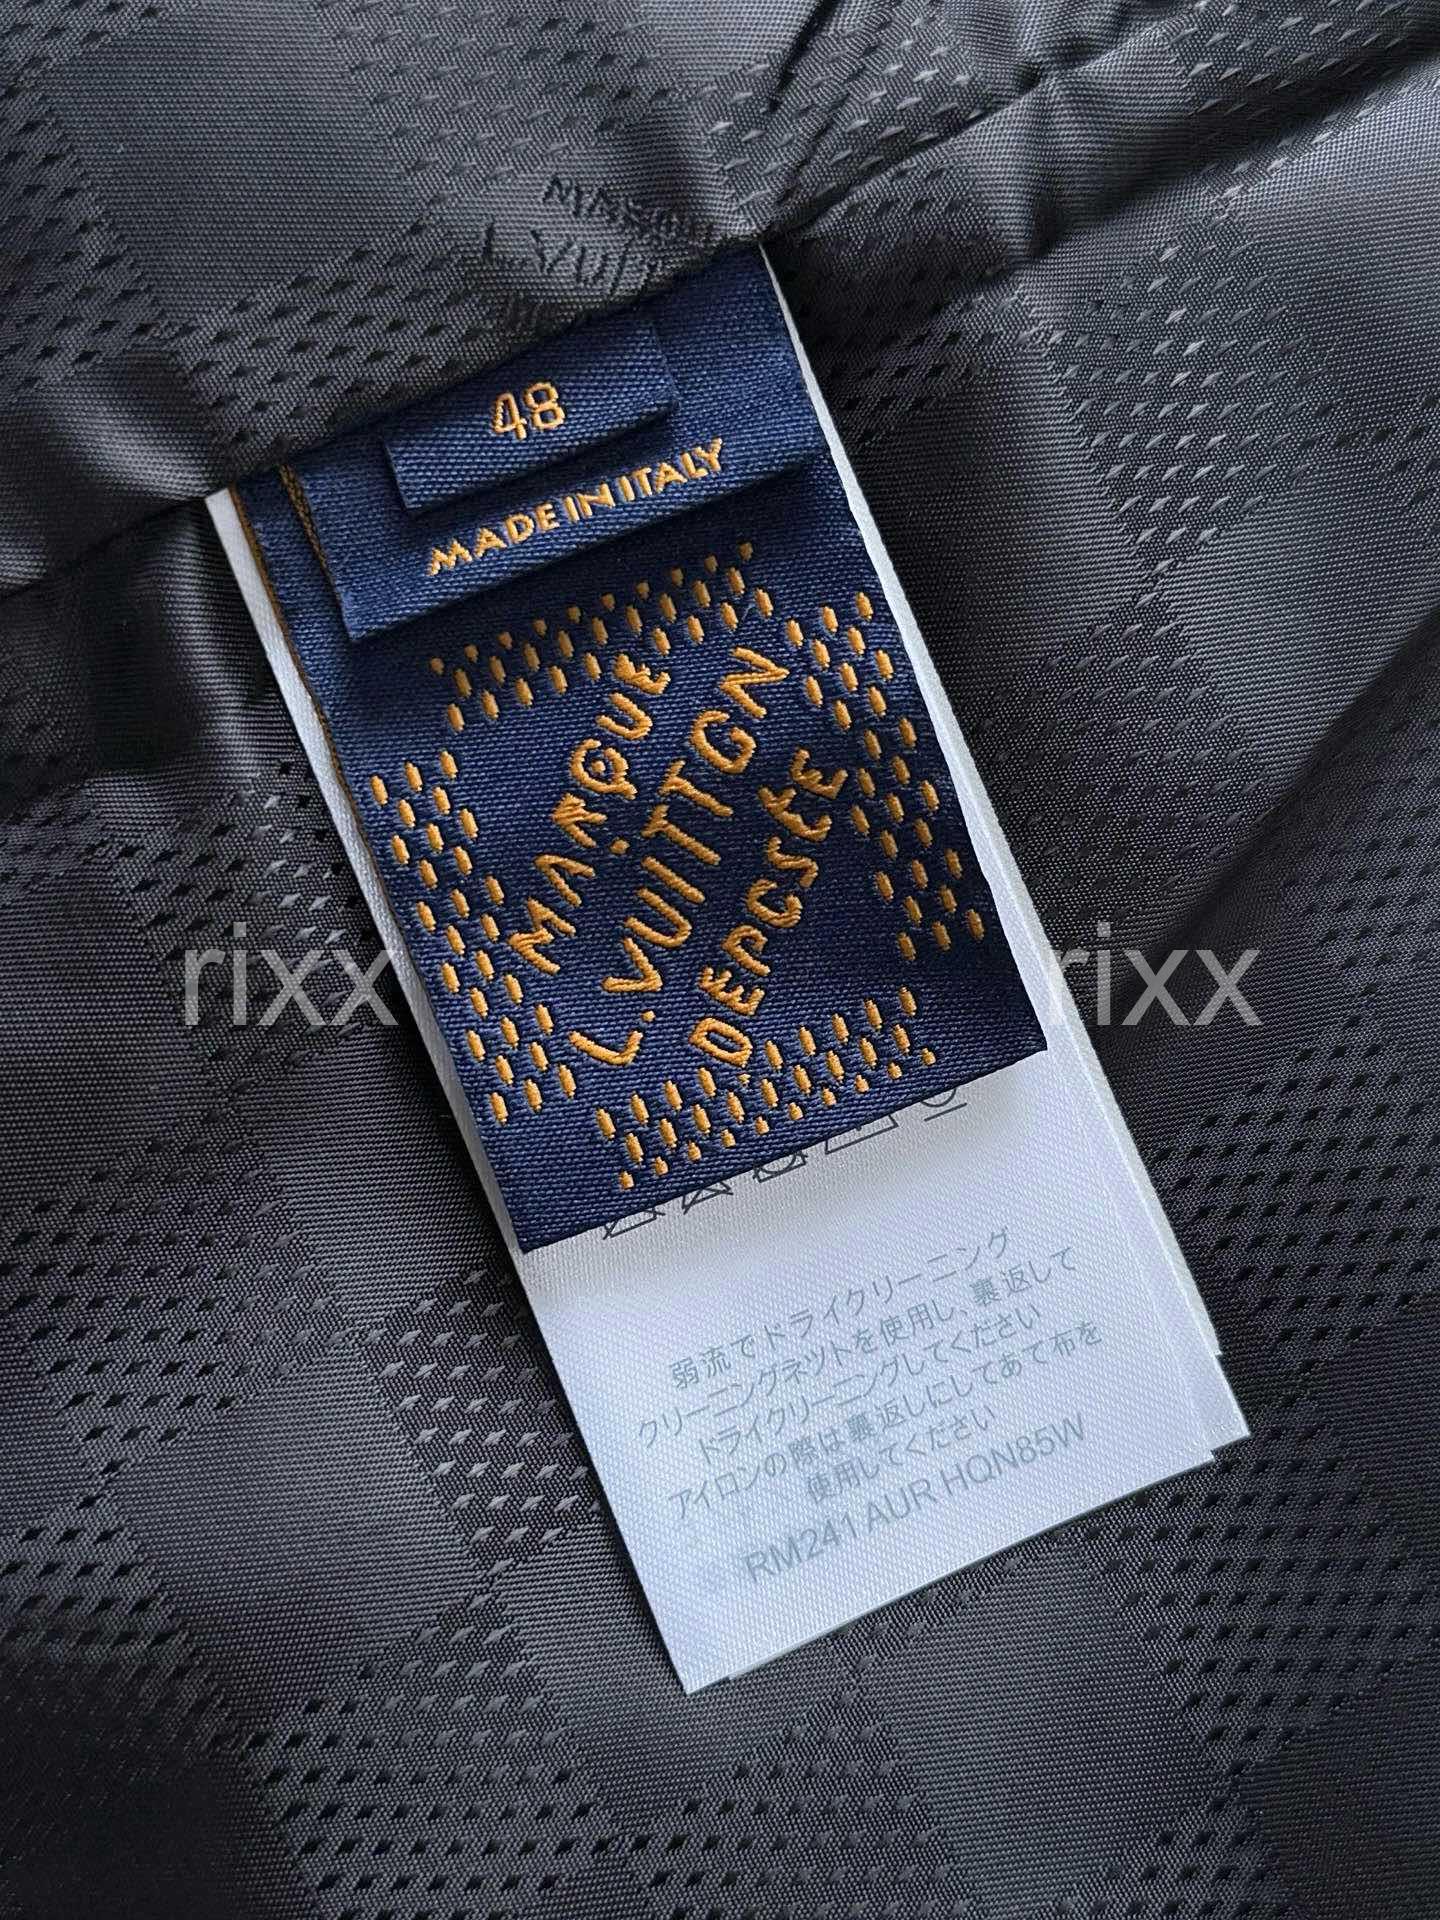 48
MADE IN ITALY
MARQUE
L.VUITTGN
DEPGSÉE
rixx
rixx
弱流でドライクリーニング
クリーニングネットを使用し、裏返して
ドライクリーニングしてください
アイロンの際は裏返しにしてあて布を
使用してください
RM241 AUR HQN85W